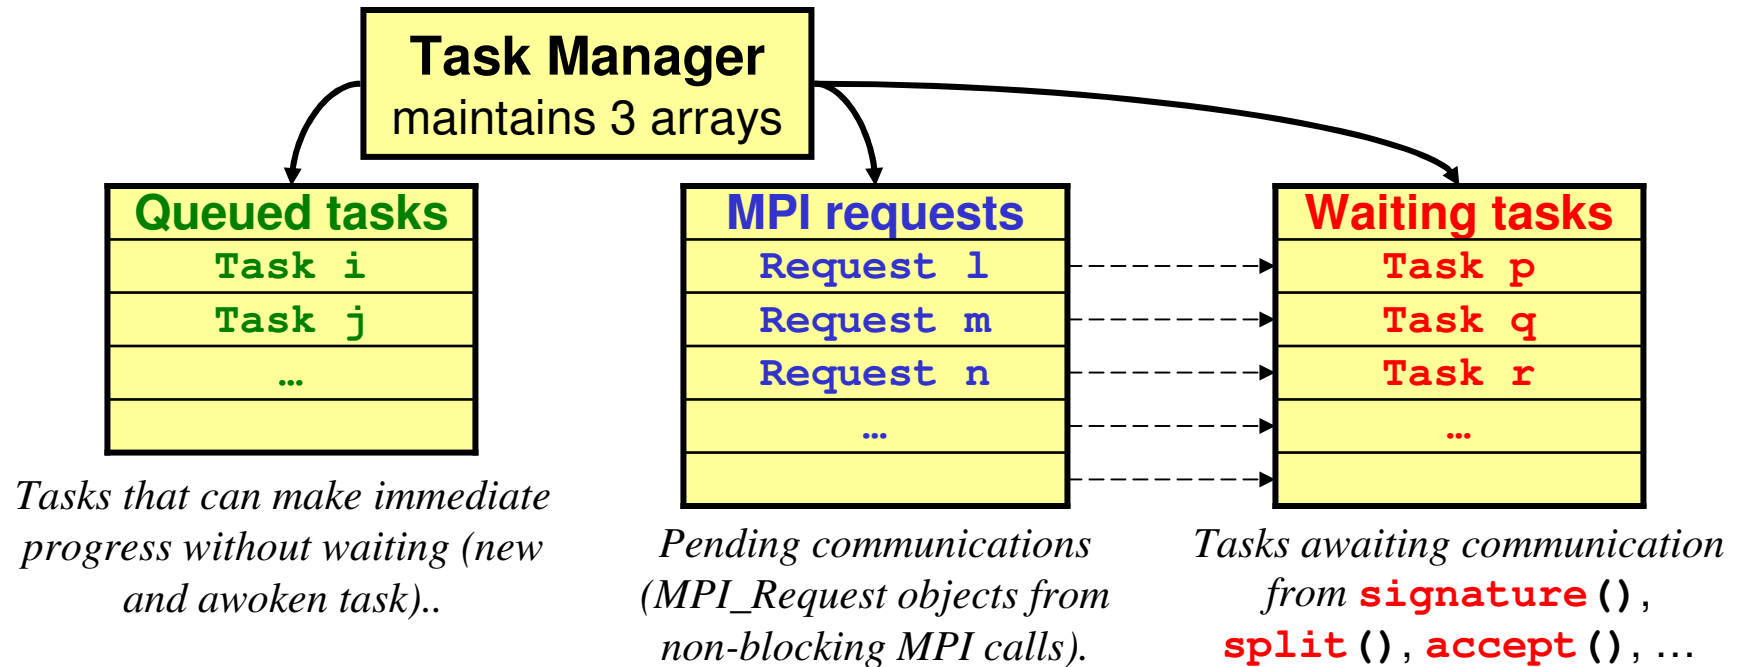 Task Manager
maintains 3 arrays
Queued tasks
Task i
Task j
…
Tasks that can make immediate
progress without waiting (new
and awoken task)..
MPI requests
Request l
Request m
Request n
…
Pending communications
(MPI_Request objects from
non-blocking MPI calls).
Waiting tasks
Task p
Task q
Task r
…
Tasks awaiting communication
from signature(),
split(), accept(), …